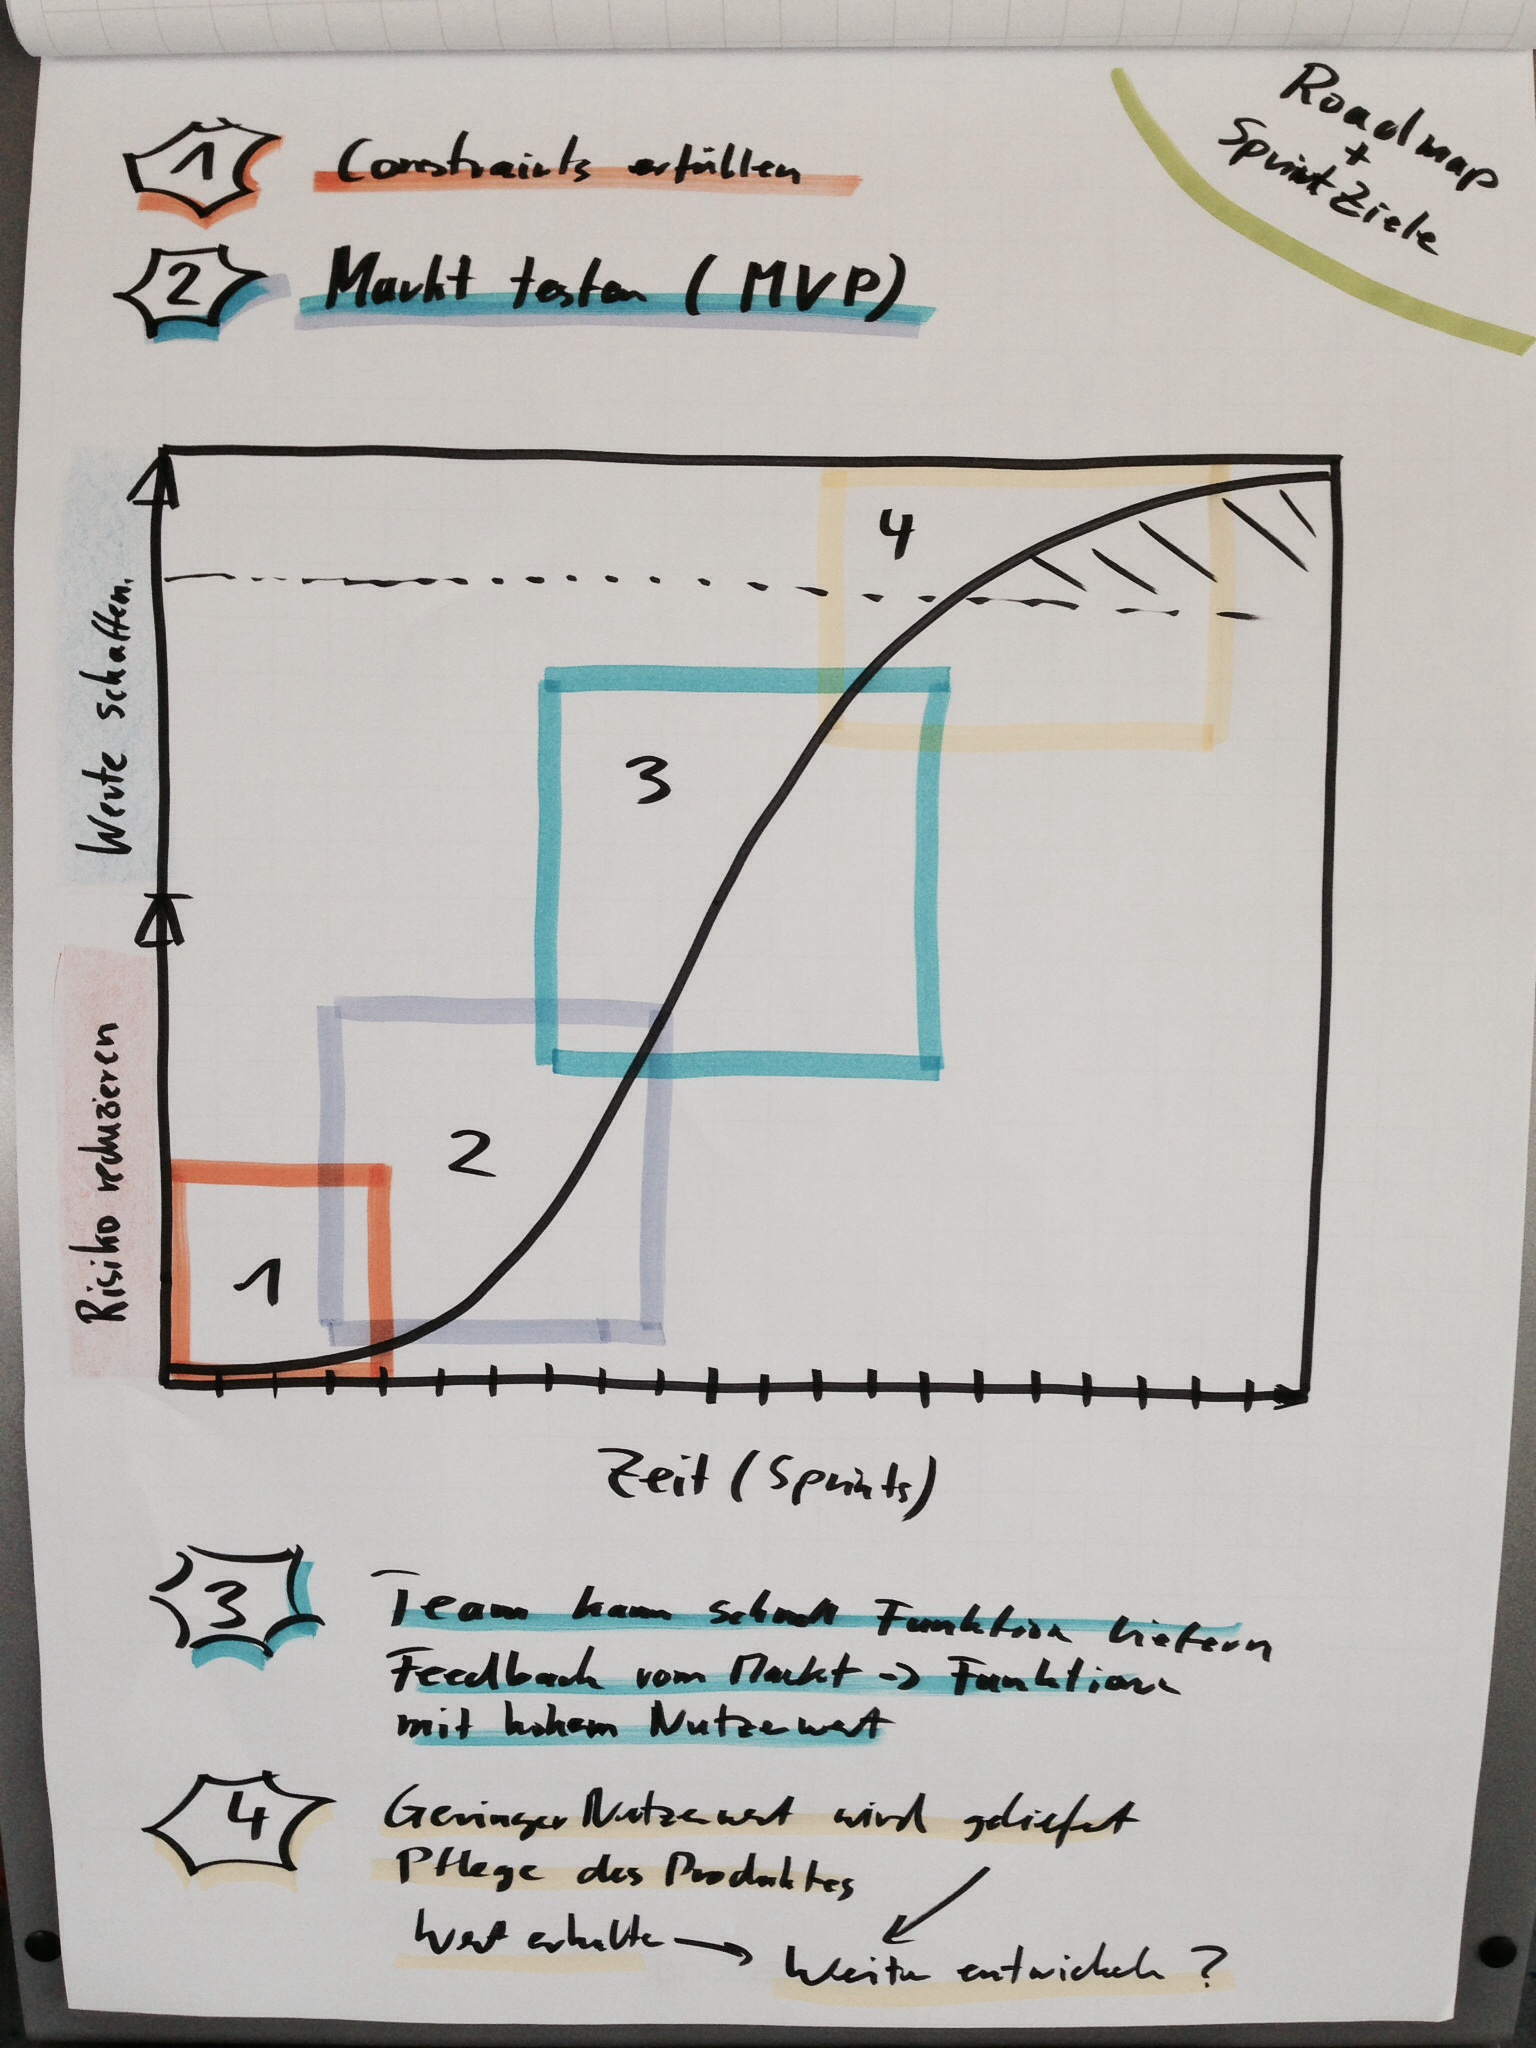 Roadmap
+
Sprint Ziele
1 Constraints erfüllen
2 Markt testen (MVP)
Werte schaffen.
Risiko reduzieren
4
3
2
1
Zeit (Sprints)
3 Team kann schnell Funktion liefern
Feedback vom Markt -> Funktion
mit hohem Nutzenwert
4 Geringer Nutzenwert wird geliefert
Pflege des Produktes
Wert erhalten → Weiter entwickeln ?